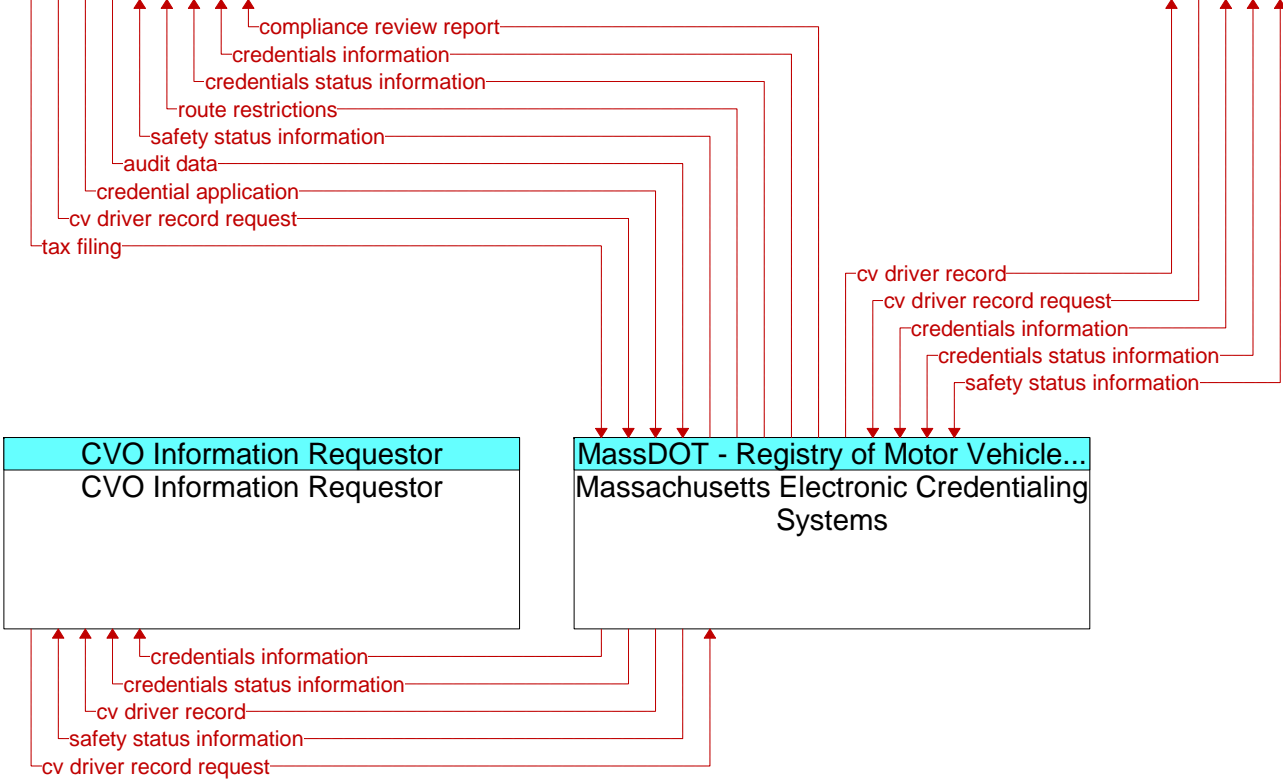 compliance review report
credentials information
credentials status information
route restrictions
safety status information
audit data
credential application
cv driver record request
tax filing
cv driver record
cv driver record request
credentials information
credentials status information
safety status information
CVO Information Requestor
CVO Information Requestor
MassDOT - Registry of Motor Vehicle...
Massachusetts Electronic Credentialing
Systems
credentials information
credentials status information
cv driver record
safety status information
cv driver record request